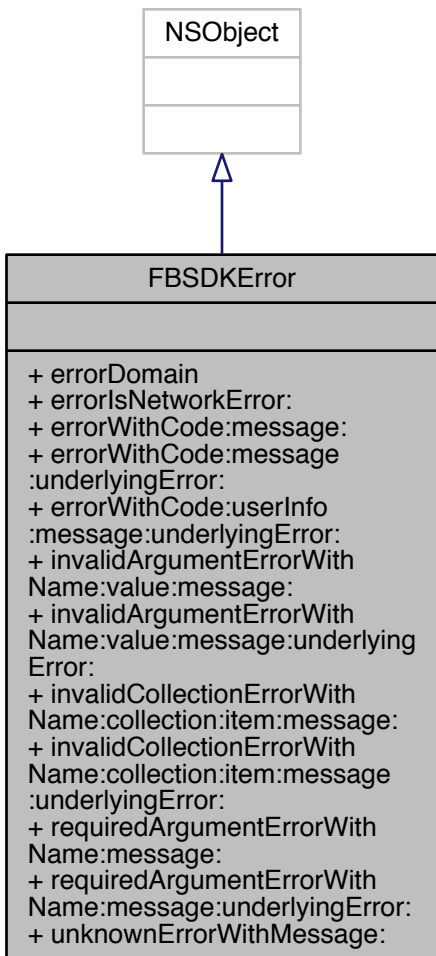 NSObject
FBSDKError
+ errorDomain
+ errorIsNetworkError:
+ errorWithCode:message:
+ errorWithCode:message
:underlyingError:
+ errorWithCode:userInfo
:message:underlyingError:
+ invalidArgumentErrorWith
Name:value:message:
+ invalidArgumentErrorWith
Name:value:message:underlying
Error:
+ invalidCollectionErrorWith
Name:collection:item:message:
+ invalidCollectionErrorWith
Name:collection:item:message
:underlyingError:
+ requiredArgumentErrorWith
Name:message:
+ requiredArgumentErrorWith
Name:message:underlyingError:
+ unknownErrorWithMessage: